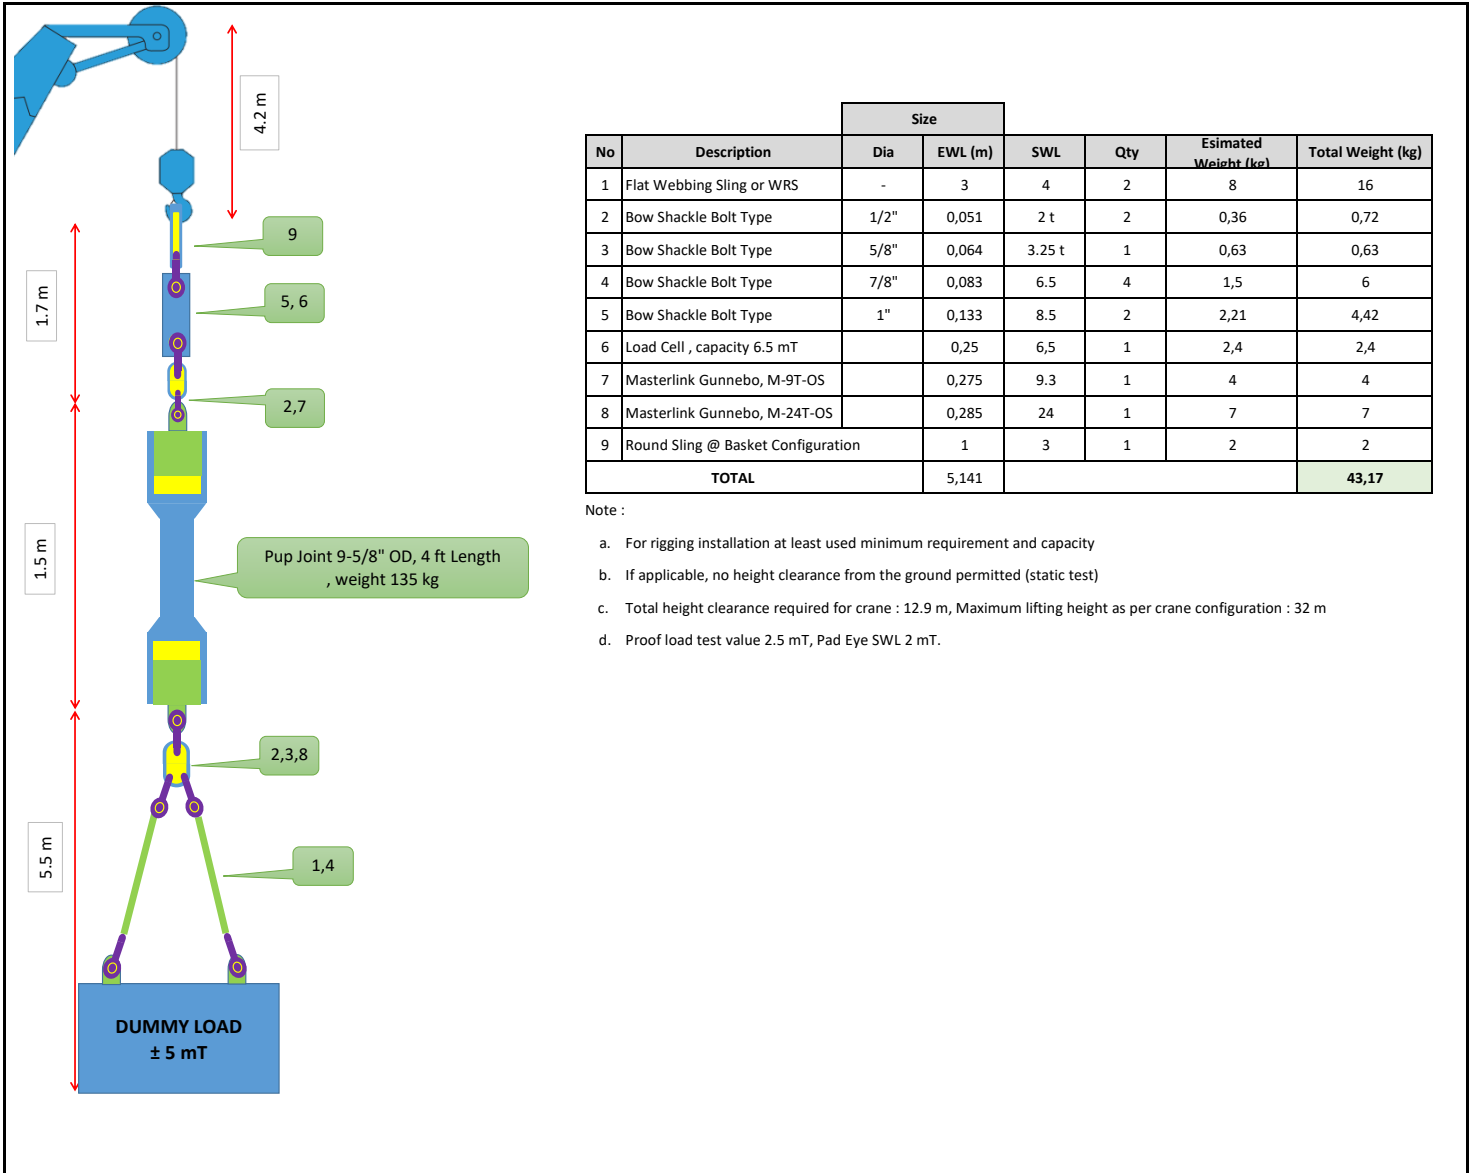 4.2 m
1.7 m
1.5 m
5.5 m
9
5, 6
2,7
Pup Joint 9-5/8" OD, 4 ft Length
, weight 135 kg
2,3,8
1,4
DUMMY LOAD
± 5 mT
Size
No Description Dia EWL (m) SWL Qty Esimated Weight (kg) Total Weight (kg)
1 Flat Webbing Sling or WRS - 3 4 2 8 16
2 Bow Shackle Bolt Type 1/2" 0,051 2 t 2 0,36 0,72
3 Bow Shackle Bolt Type 5/8" 0,064 3.25 t 1 0,63 0,63
4 Bow Shackle Bolt Type 7/8" 0,083 6.5 4 1,5 6
5 Bow Shackle Bolt Type 1" 0,133 8.5 2 2,21 4,42
6 Load Cell , capacity 6.5 mT 0,25 6,5 1 2,4 2,4
7 Masterlink Gunnebo, M-9T-OS 0,275 9.3 1 4 4
8 Masterlink Gunnebo, M-24T-OS 0,285 24 1 7 7
9 Round Sling @ Basket Configuration 1 3 1 2 2
TOTAL 5,141 43,17
Note :
a. For rigging installation at least used minimum requirement and capacity
b. If applicable, no height clearance from the ground permitted (static test)
c. Total height clearance required for crane : 12.9 m, Maximum lifting height as per crane configuration : 32 m
d. Proof load test value 2.5 mT, Pad Eye SWL 2 mT.